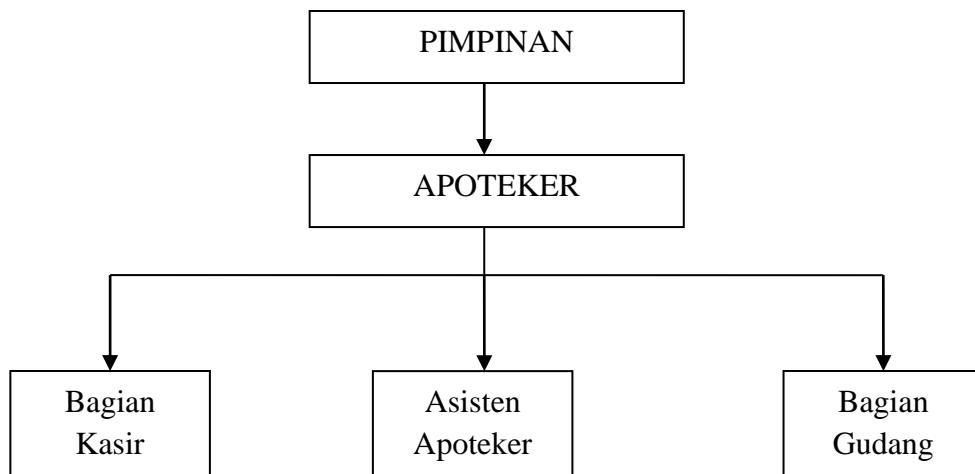 PIMPINAN
APOTEKER
Bagian
Kasir
Asisten
Apoteker
Bagian
Gudang